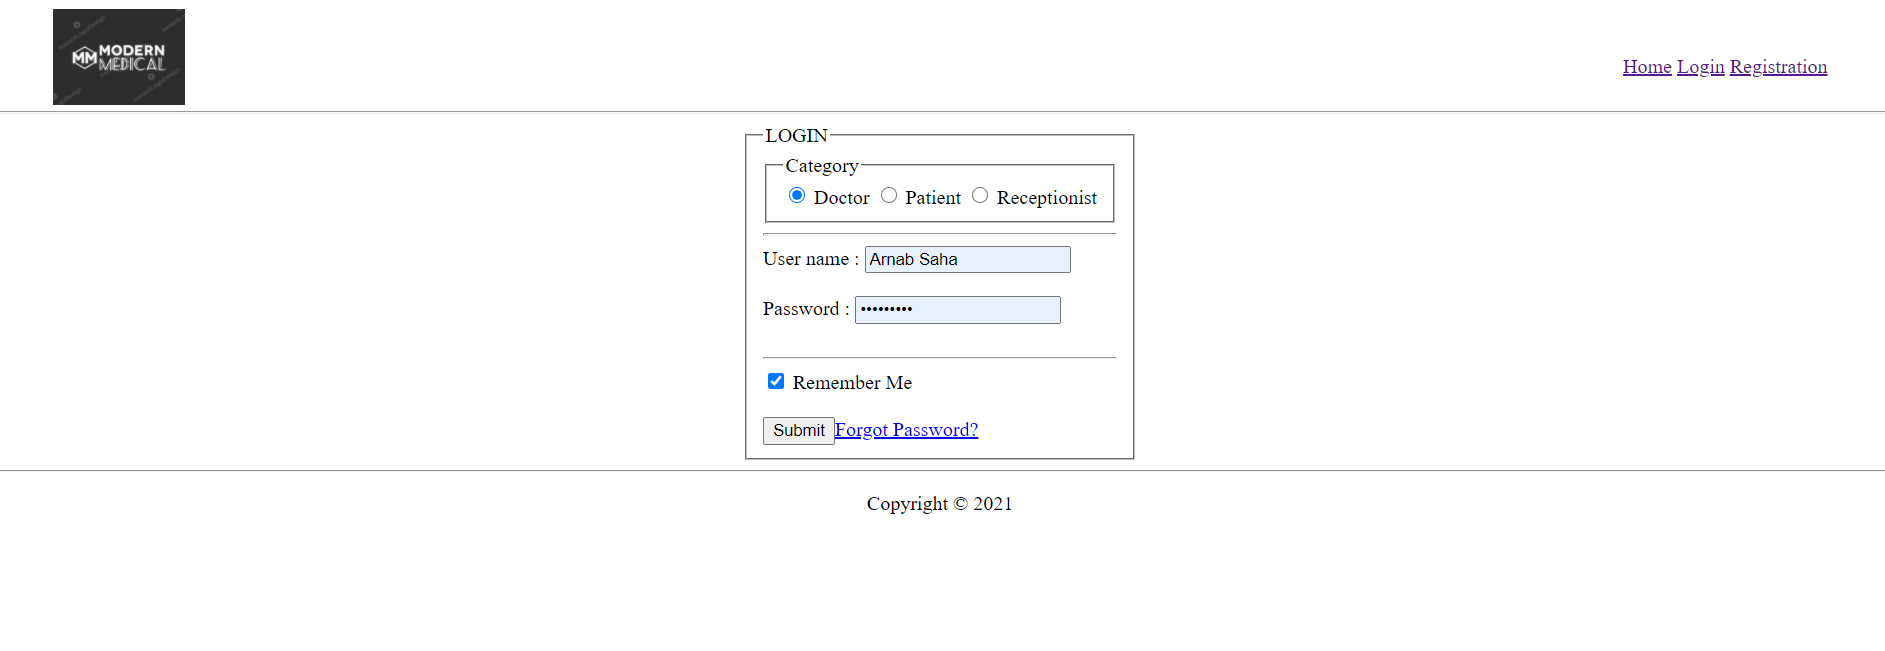 MM MODERN
MEDICAL
Home Login Registration
LOGIN
Category
Doctor Patient Receptionist
User name : Arnab Saha
Password : •••••••••
Remember Me
Submit Forgot Password?
Copyright © 2021